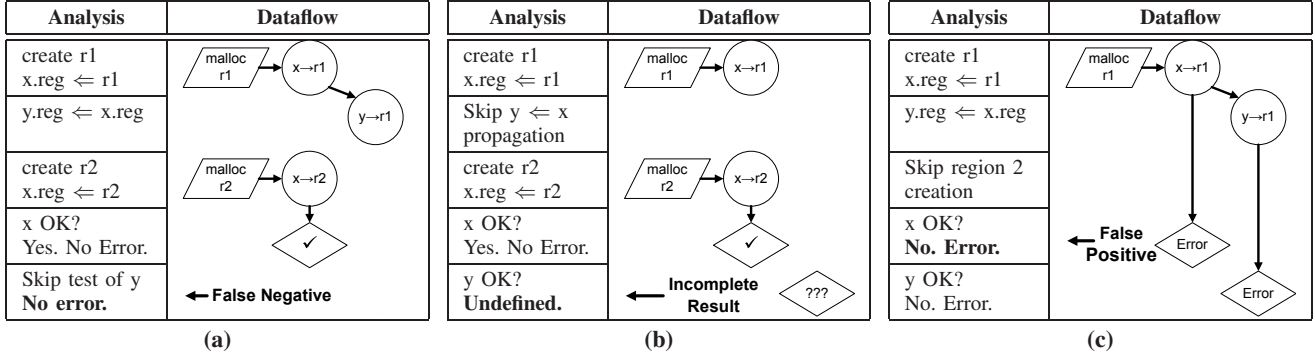 Analysis Dataflow
create r1
x.reg ⇐ r1
malloc
r1
x→r1
y.reg ⇐ x.reg
y→r1
create r2
x.reg ⇐ r2
malloc
r2
x→r2
x OK?
Yes. No Error.
✓
Skip test of y
No error.
False Negative
(a)
Analysis Dataflow
create r1
x.reg ⇐ r1
malloc
r1
x→r1
Skip y ⇐ x
propagation
create r2
x.reg ⇐ r2
malloc
r2
x→r2
x OK?
Yes. No Error.
✓
y OK?
Undefined.
Incomplete
Result
???
(b)
Analysis Dataflow
create r1
x.reg ⇐ r1
malloc
r1
x→r1
y.reg ⇐ x.reg
y→r1
Skip region 2
creation
x OK?
No. Error.
False
Positive
Error
y OK?
No. Error.
Error
(c)